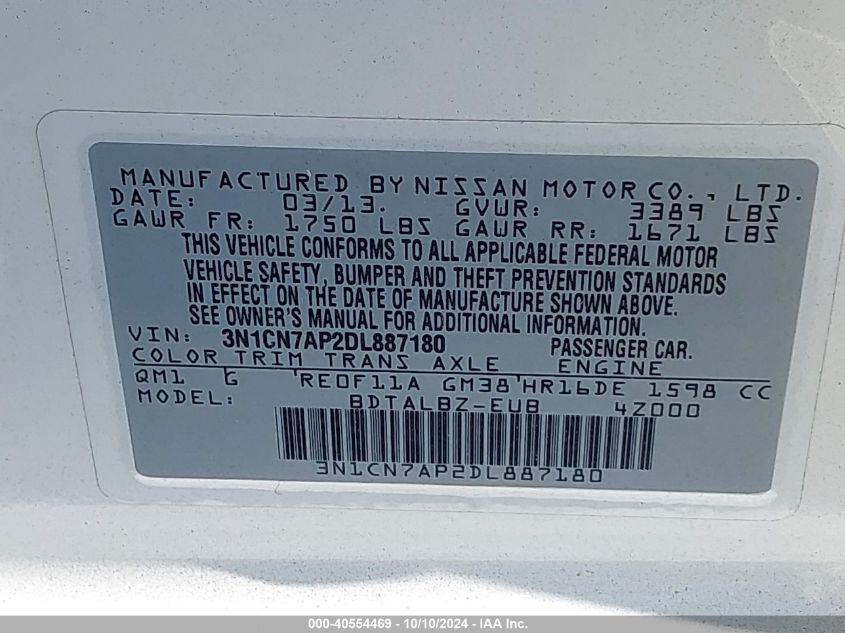 MANUFACTURED BY NISSAN MOTOR CO., LTD.
DATE: 03/13. GVWR: 3389 LBS
GAWR FR: 1750 LBS GAWR RR: 1671 LBS
THIS VEHICLE CONFORMS TO ALL APPLICABLE FEDERAL MOTOR
VEHICLE SAFETY, BUMPER AND THEFT PREVENTION STANDARDS
IN EFFECT ON THE DATE OF MANUFACTURE SHOWN ABOVE.
SEE OWNER'S MANUAL FOR ADDITIONAL INFORMATION.
VIN: 3N1CN7AP2DL887180 PASSENGER CAR.
COLOR TRIM TRANS AXLE ENGINE
QM1 G 'RE0F11A GM38'HR16DE 1598 CC
MODEL: BDTALBZ-EUB 4Z000
3N1CN7AP2DL887180
000-40554469 - 10/10/2024 - IAA, Inc.